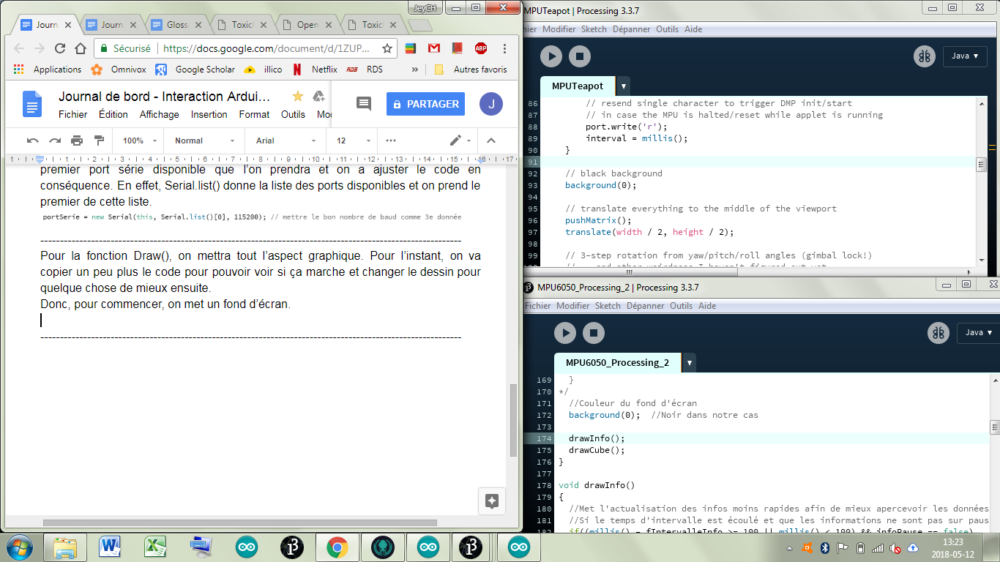 JeyCH
Journ
Journ
Gloss
Toxicl
Open
Toxicl
Sécurisé
https://docs.google.com/document/d/1ZUP...
ABP
Applications
Omnivox
Google Scholar
illico
Netflix
RDS
RDS
»
Autres favoris
Journal de bord - Interaction Ardui...
Fichier Édition Affichage Insertion Format Outils Mo
PARTAGER
J
100% Normal Arial 12
1 1 2 3 4 5 6 7 8 9 10 11 12 13 14 15 16 17
premier port série disponible que l'on prendra et on a ajuster le code en
conséquence. En effet, Serial.list() donne la liste des ports disponibles et on prend le
premier de cette liste.
portSerie = new Serial(this, Serial.list()[0], 115200); // mettre le bon nombre de baud comme 3e donnée
Pour la fonction Draw(), on mettra tout l'aspect graphique. Pour l'instant, on va
copier un peu plus le code pour pouvoir voir si ça marche et changer le dessin pour
quelque chose de mieux ensuite.
Donc, pour commencer, on met un fond d'écran.
MPUTeapot | Processing 3.3.7
hier Modifier Sketch Dépanner Outils Aide
Java ▼
MPUTeapot ▼
86 // resend single character to trigger DMP init/start
87 // in case the MPU is halted/reset while applet is running
88 port.write('r');
89 interval = millis();
90 }
91
92 // black background
93 background(0);
94
95 // translate everything to the middle of the viewport
96 pushMatrix();
97 translate(width / 2, height / 2);
98
99 // 3-step rotation from yaw/pitch/roll angles (gimbal lock!)
MPU6050_Processing_2 | Processing 3.3.7
Fichier Modifier Sketch Dépanner Outils Aide
Java ▼
MPU6050_Processing_2 ▼
169 }
170 */
171 //Couleur du fond d'écran
172 background(0); //Noir dans notre cas
173
174 drawInfo();
175 drawCube();
176 }
177
178 void drawInfo()
179 {
180 //Met l'actualisation des infos moins rapides afin de mieux apercevoir les données
181 //Si le temps d'intervalle est écoulé et que les informations ne sont pas sur paus
182 if((millis() - fIntervalleInfo >= 100 || millis() < 100) && infoPause == false)
13:23
2018-05-12